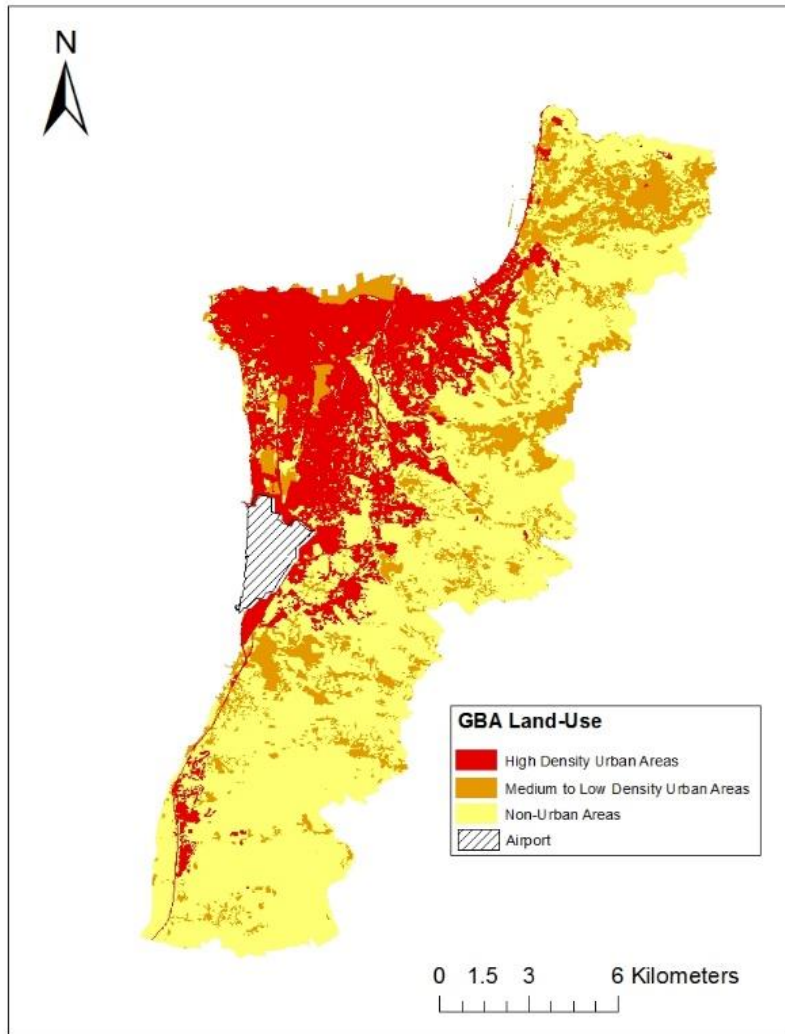 N
GBA Land-Use
High Density Urban Areas
Medium to Low Density Urban Areas
Non-Urban Areas
Airport
0 1.5 3 6 Kilometers